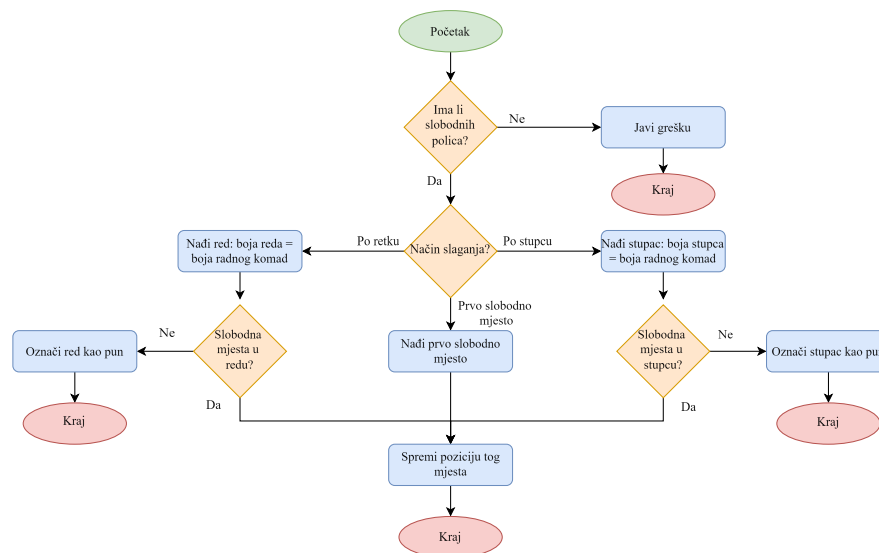 Početak
Ima li
slobodnih
polica?
Ne
Javi grešku
Kraj
Da
Nađi red: boja reda =
boja radnog komad
Po retku
Način slaganja?
Po stupcu
Nađi stupac: boja stupca
= boja radnog komad
Prvo slobodno
mjesto
Označi red kao pun
Ne
Slobodna
mjesta u
redu?
Nađi prvo slobodno
mjesto
Slobodna
mjesta u
stupcu?
Ne
Označi stupac kao pun
Kraj
Da
Da
Kraj
Spremi poziciju tog
mjesta
Kraj